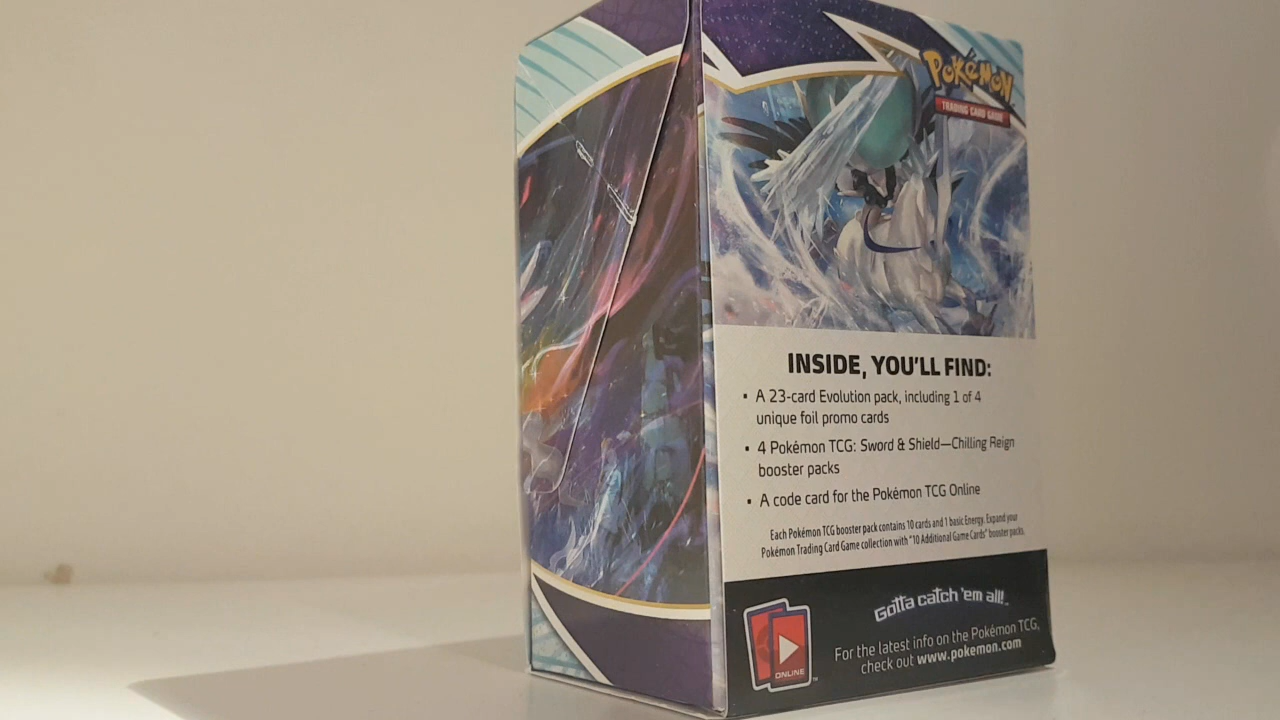 POKéMON
TRADING CARD GAME
INSIDE, YOU'LL FIND:
• A 23-card Evolution pack, including 1 of 4
unique foil promo cards
• 4 Pokémon TCG: Sword & Shield—Chilling Reign
booster packs
• A code card for the Pokémon TCG Online
Each Pokémon TCG booster pack contains 10 cards and 1 basic Energy. Expand your
Pokémon Trading Card Game collection with "10 Additional Game Cards" booster packs.
Gotta catch 'em all!™
ONLINE
For the latest info on the Pokémon TCG,
check out www.pokemon.com